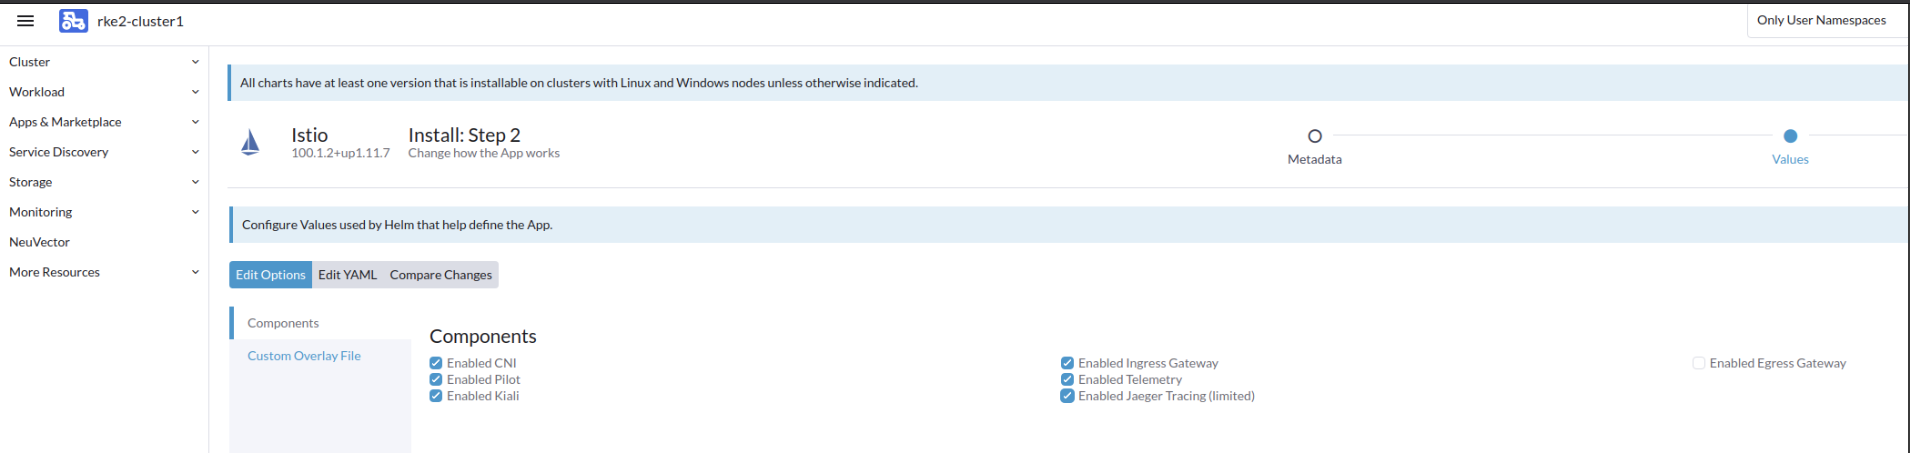 rke2-cluster1
Only User Namespaces
Cluster
Workload
Apps & Marketplace
Service Discovery
Storage
Monitoring
NeuVector
More Resources
All charts have at least one version that is installable on clusters with Linux and Windows nodes unless otherwise indicated.
Istio
100.1.2+up1.11.7
Install: Step 2
Change how the App works
Metadata
Values
Configure Values used by Helm that help define the App.
Edit Options Edit YAML Compare Changes
Components
Custom Overlay File
Components
Enabled CNI
Enabled Ingress Gateway
Enabled Egress Gateway
Enabled Pilot
Enabled Telemetry
Enabled Kiali
Enabled Jaeger Tracing (limited)